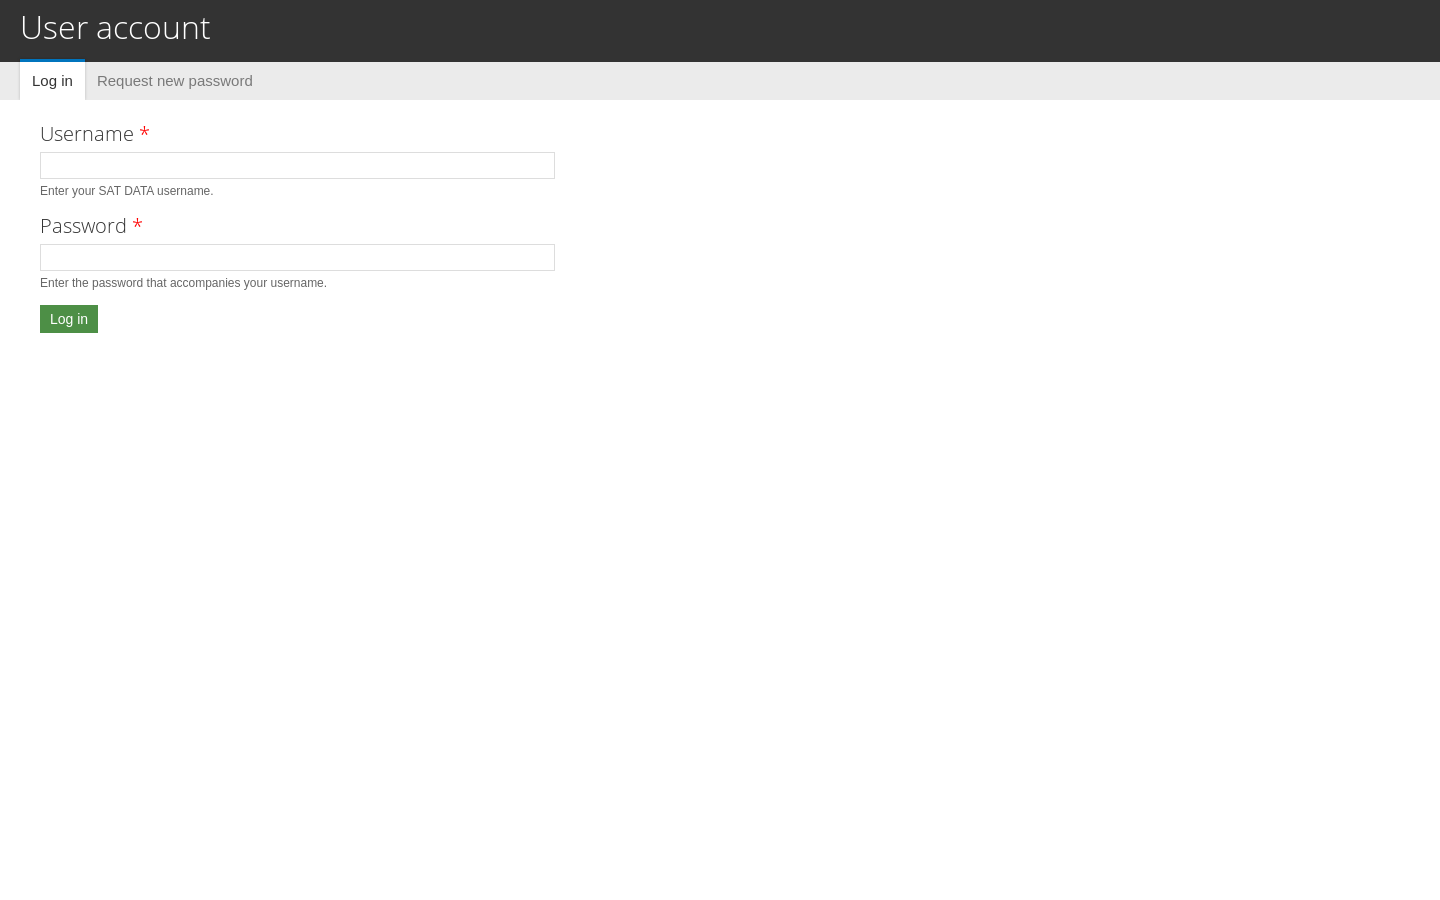 User account
Log in
Request new password
Username *
Enter your SAT DATA username.
Password *
Enter the password that accompanies your username.
Log in